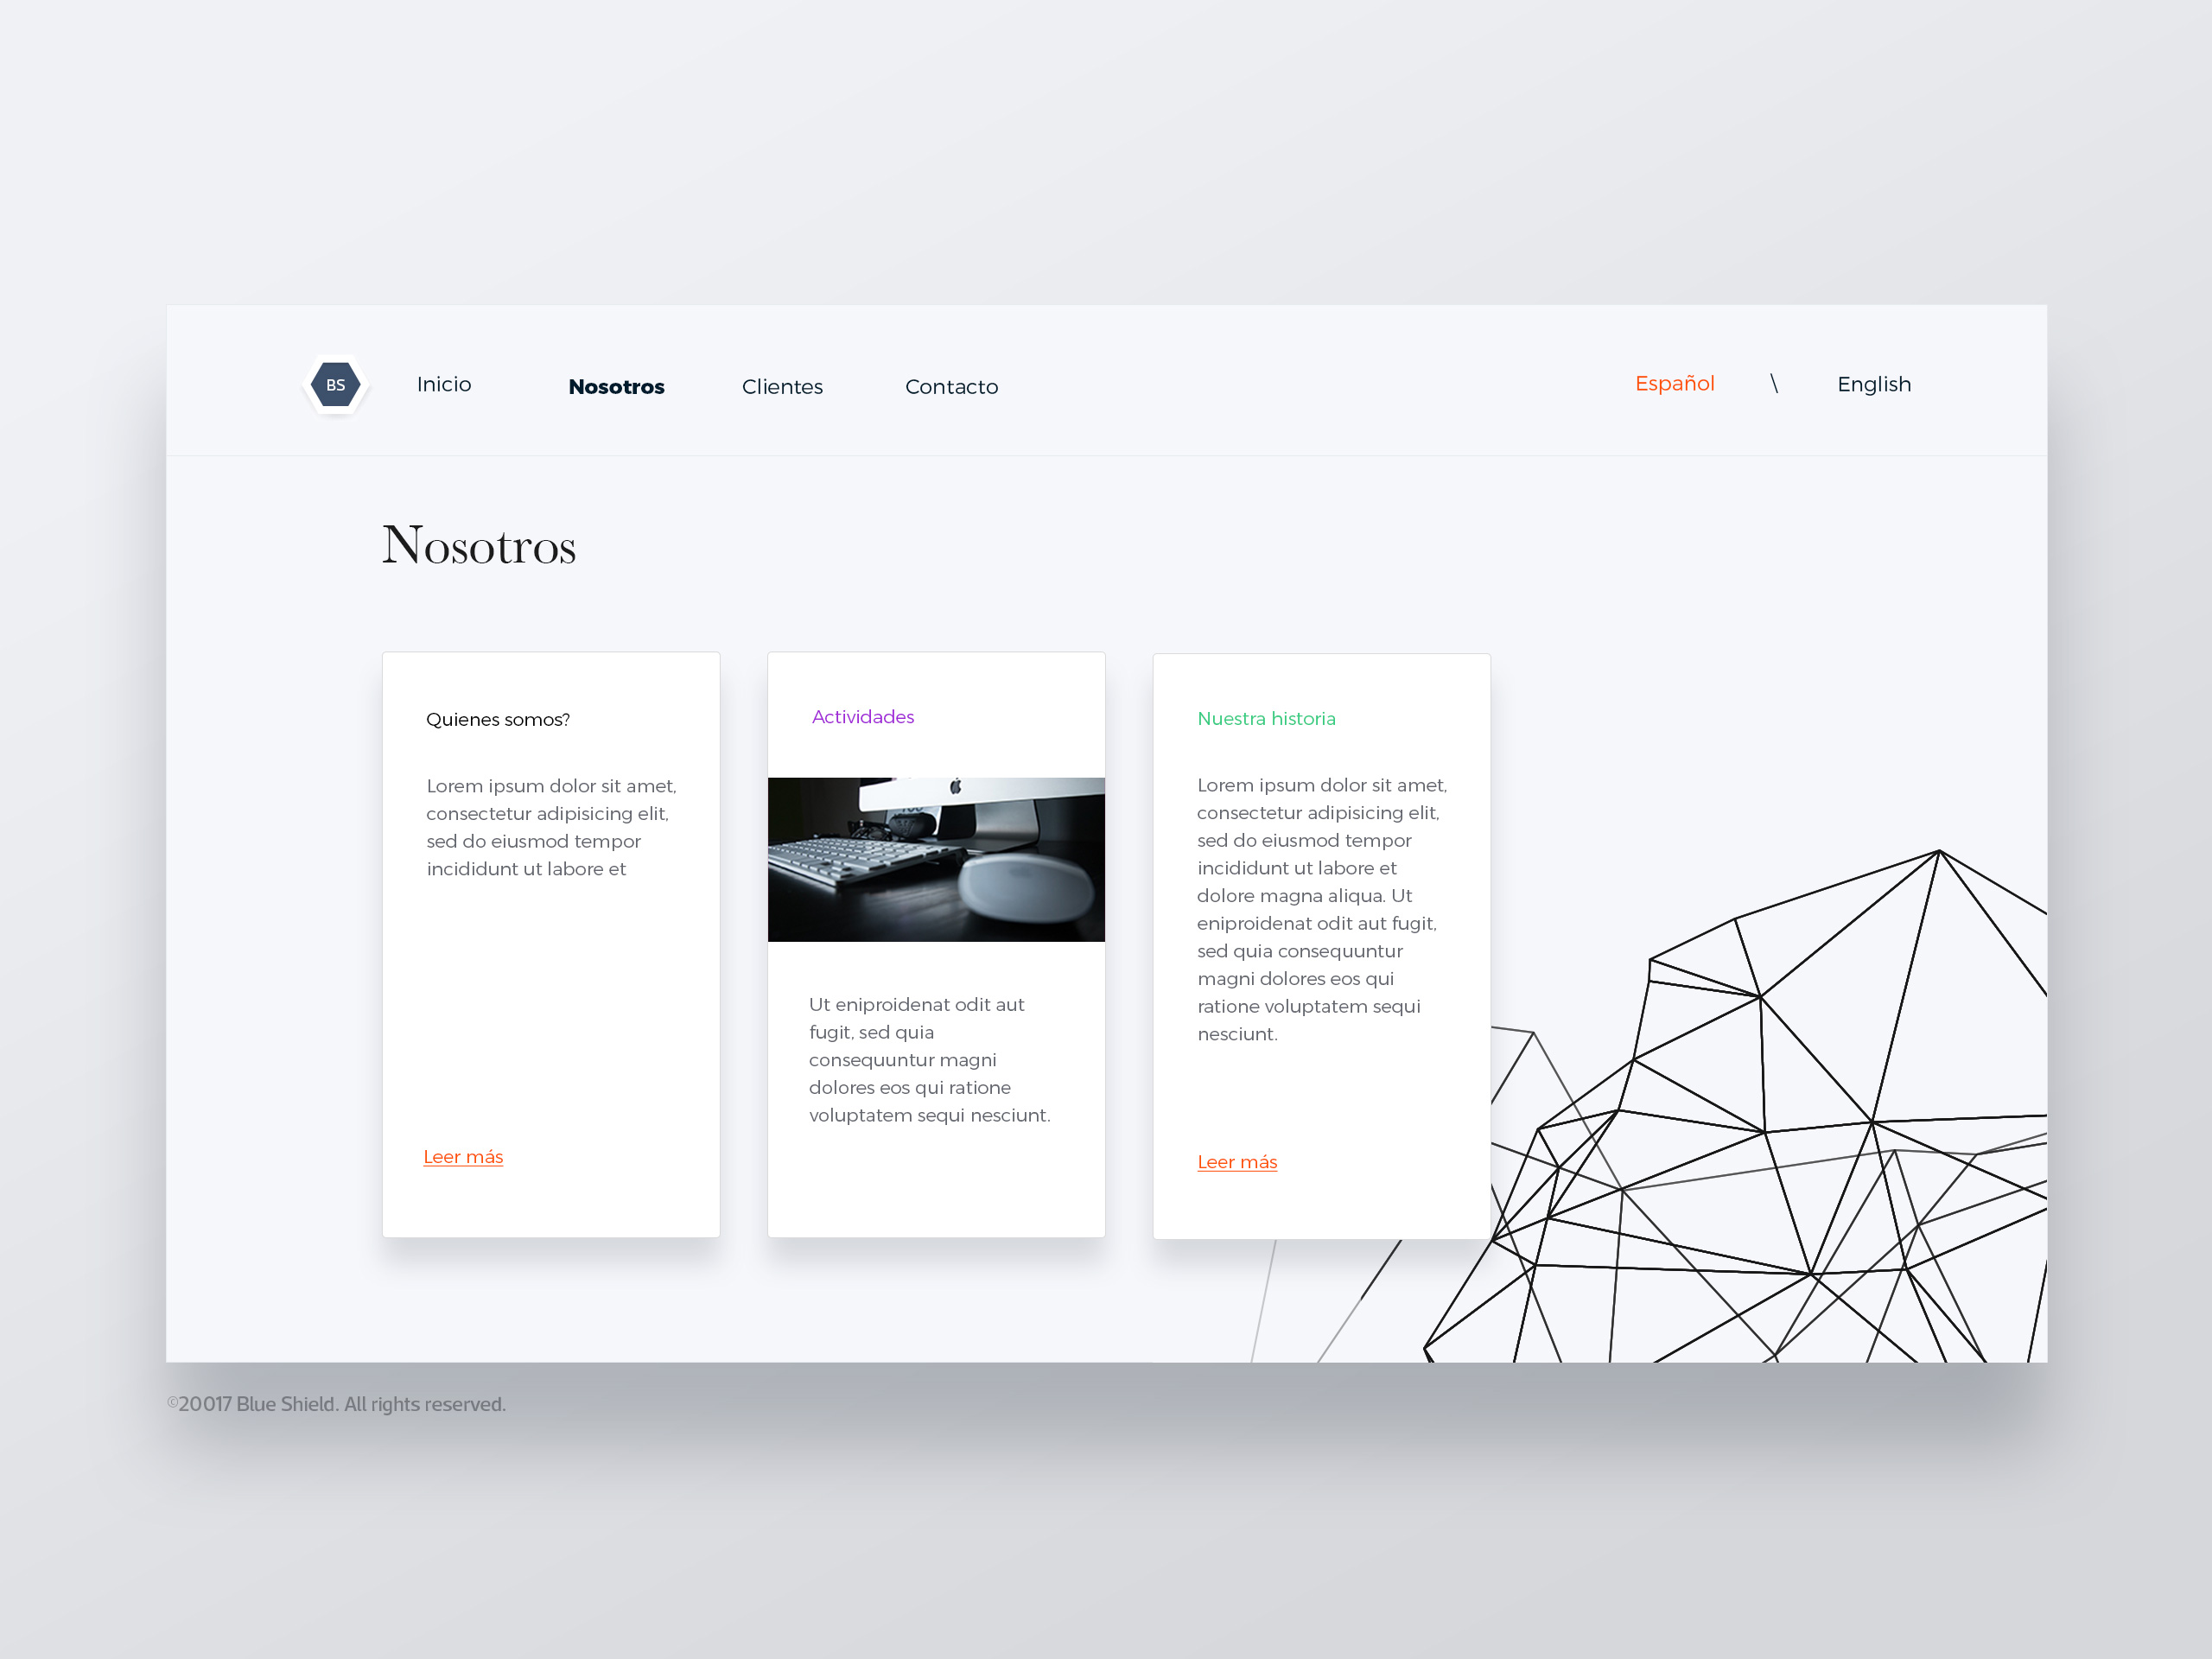 BS
Inicio
Nosotros
Clientes
Contacto
Español
\
English
Nosotros
Quienes somos?
Lorem ipsum dolor sit amet,
consectetur adipisicing elit,
sed do eiusmod tempor
incididunt ut labore et
Leer más
Actividades
Ut eniproidenat odit aut
fugit, sed quia
consequuntur magni
dolores eos qui ratione
voluptatem sequi nesciunt.
Nuestra historia
Lorem ipsum dolor sit amet,
consectetur adipisicing elit,
sed do eiusmod tempor
incididunt ut labore et
dolore magna aliqua. Ut
eniproidenat odit aut fugit,
sed quia consequuntur
magni dolores eos qui
ratione voluptatem sequi
nesciunt.
Leer más
©20017 Blue Shield. All rights reserved.